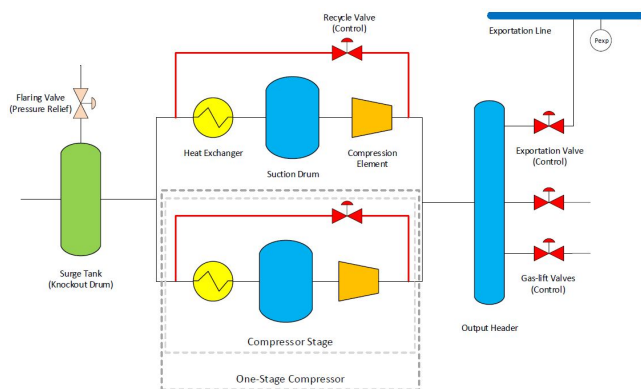 Recycle Valve
(Control)
Exportation Line
Pexp
Flaring Valve
(Pressure Relief)
Heat Exchanger
Compression
Element
Suction Drum
Exportation Valve
(Control)
Surge Tank
(Knockout Drum)
Gas-lift Valves
(Control)
Output Header
Compressor Stage
One-Stage Compressor